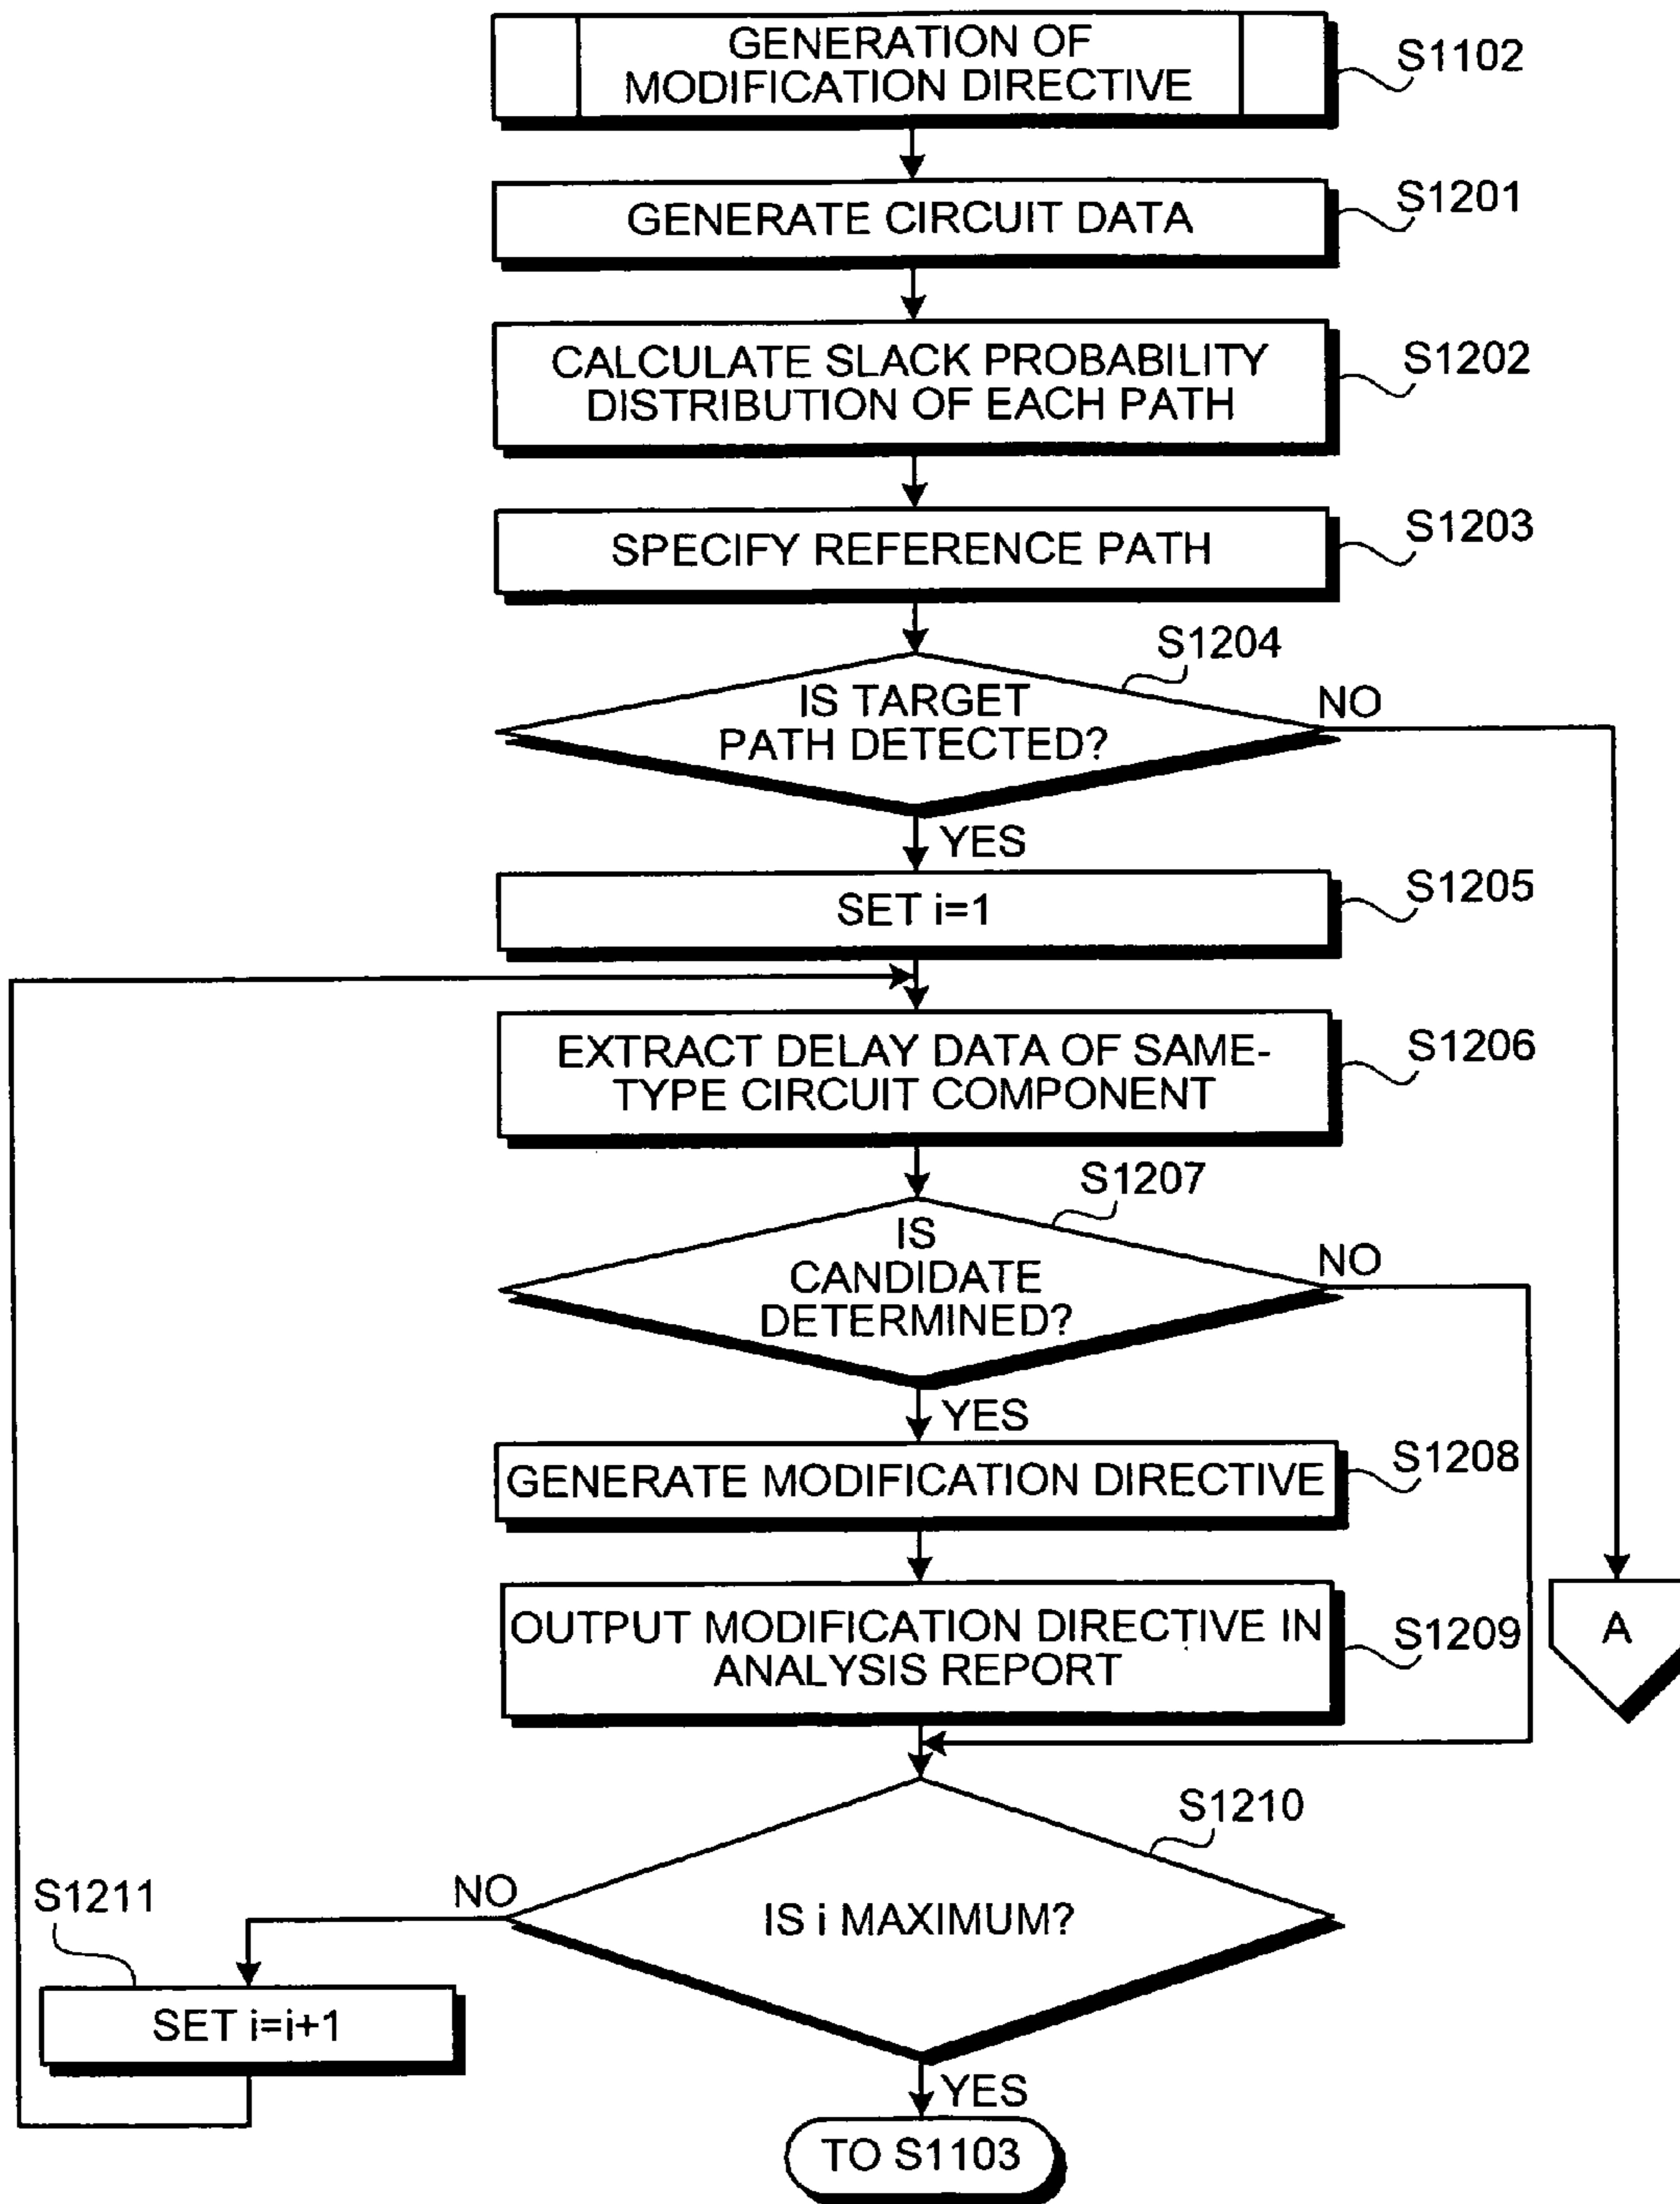 GENERATION OF
MODIFICATION DIRECTIVE
S1102
GENERATE CIRCUIT DATA
S1201
CALCULATE SLACK PROBABILITY
DISTRIBUTION OF EACH PATH
S1202
SPECIFY REFERENCE PATH
S1203
S1204
IS TARGET
PATH DETECTED?
NO
YES
SET i=1
S1205
EXTRACT DELAY DATA OF SAME-
TYPE CIRCUIT COMPONENT
S1206
S1207
IS
CANDIDATE
DETERMINED?
NO
YES
GENERATE MODIFICATION DIRECTIVE
S1208
OUTPUT MODIFICATION DIRECTIVE IN
ANALYSIS REPORT
S1209
A
S1210
IS i MAXIMUM?
NO
S1211
SET i=i+1
YES
TO S1103